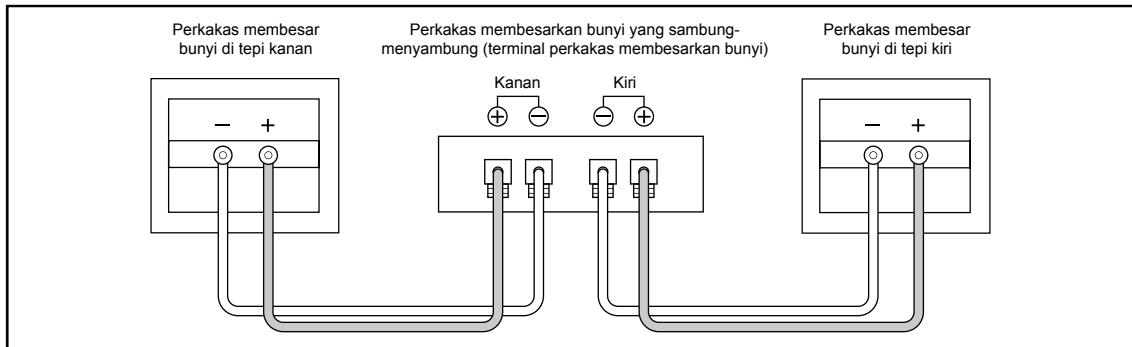 Perkakas membesar
bunyi di tepi kanan
Perkakas membesarkan bunyi yang sambung-
menyambung (terminal perkakas membesarkan bunyi)
Perkakas membesar
bunyi di tepi kiri
Kanan
Kiri
+ −
− +
− +
− +